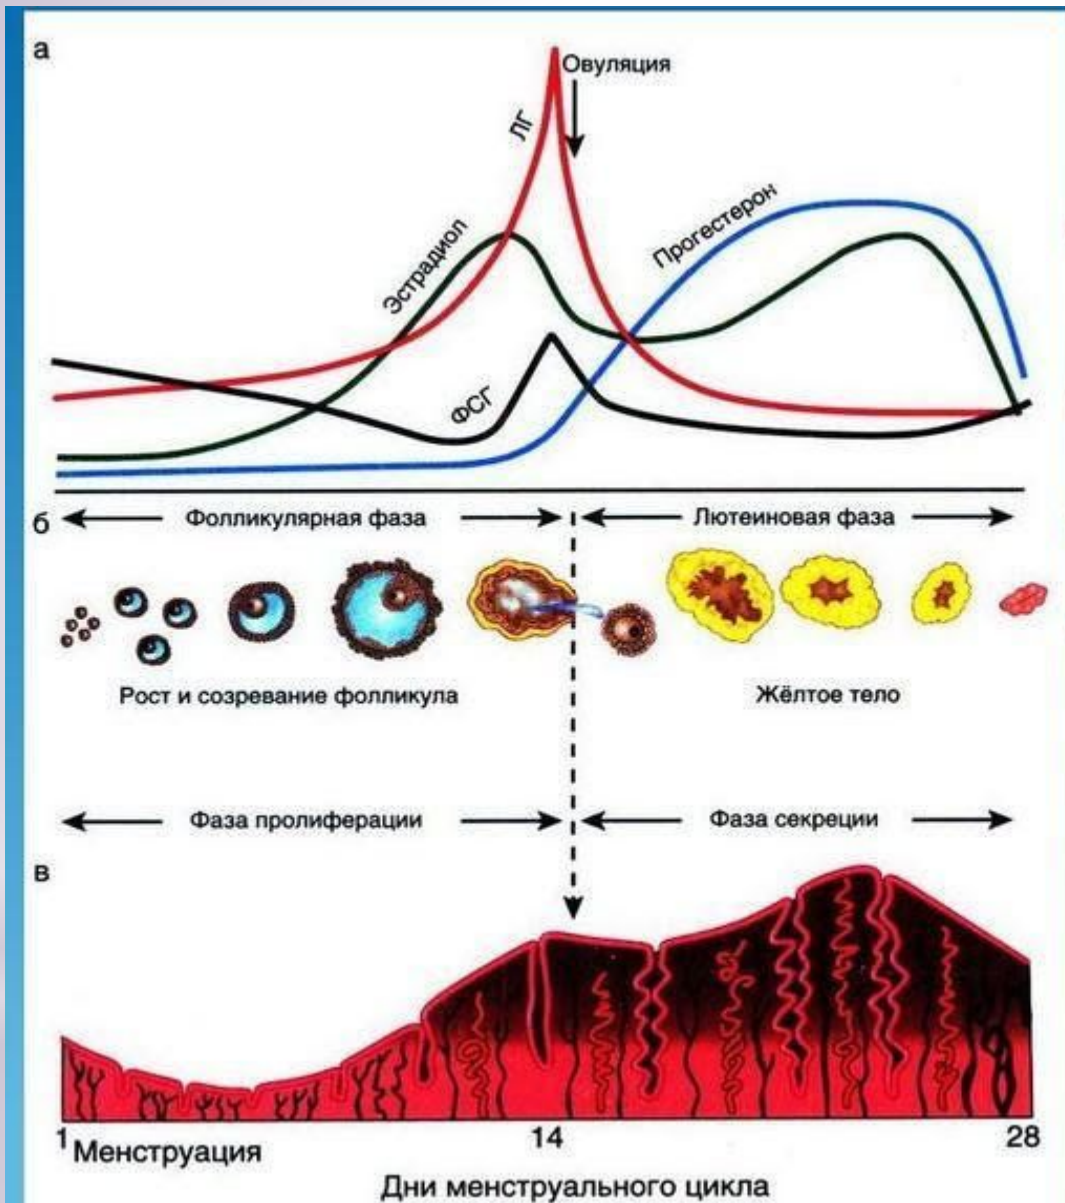 а
Овуляция
ЛГ
Эстрадиол
Прогестерон
ФСГ
б
Фолликулярная фаза
Лютеиновая фаза
Рост и созревание фолликула
Жёлтое тело
Фаза пролиферации
Фаза секреции
в
1
14
28
Менструация
Дни менструального цикла